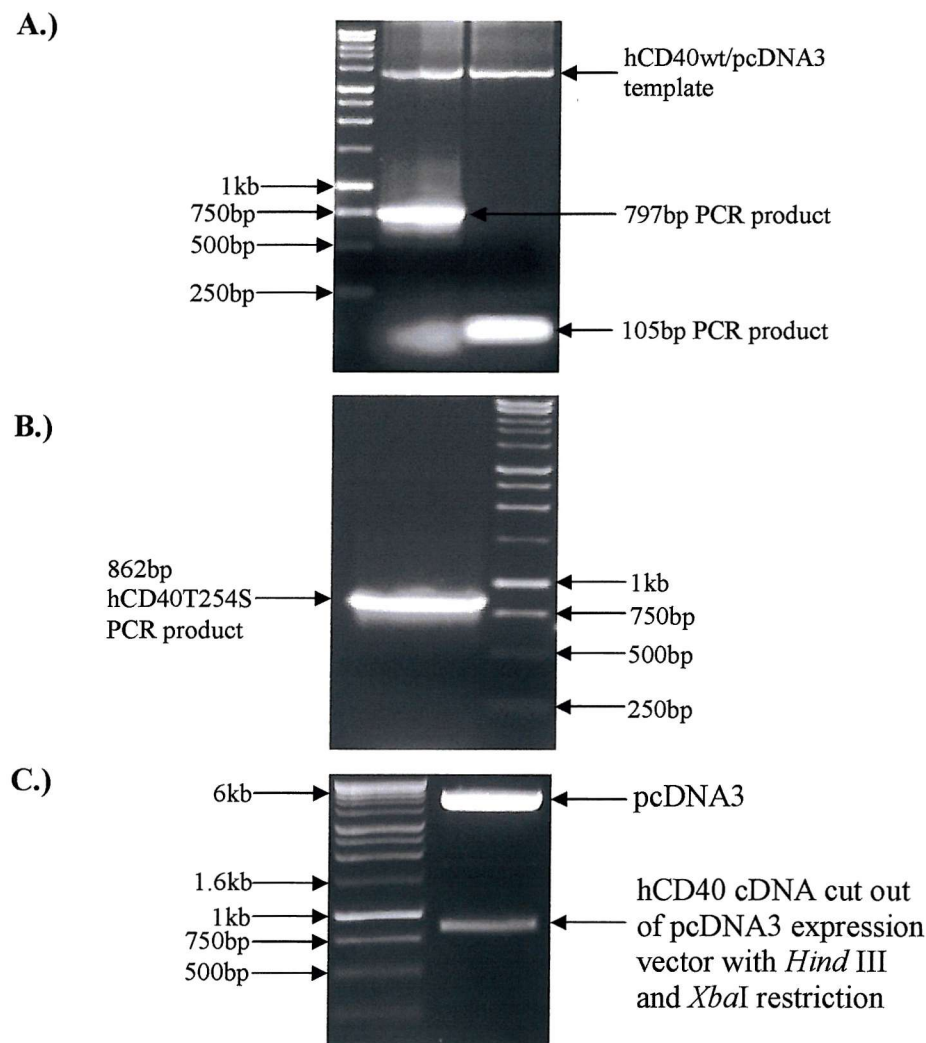 A.)
hCD40wt/pcDNA3
template
1kb
750bp
500bp
250bp
797bp PCR product
105bp PCR product
B.)
862bp
hCD40T254S
PCR product
1kb
750bp
500bp
250bp
C.)
6kb
1.6kb
1kb
750bp
500bp
pcDNA3
hCD40 cDNA cut out
of pcDNA3 expression
vector with Hind III
and XbaI restriction